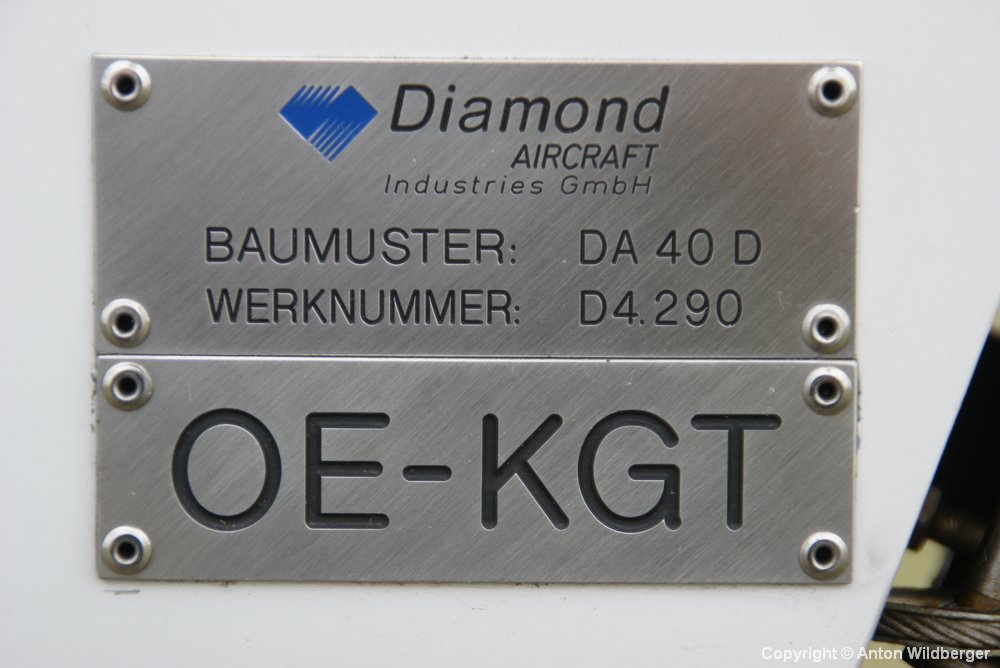 Diamond
AIRCRAFT
Industries GmbH
BAUMUSTER: DA 40 D
WERKNUMMER: D4.290
OE-KGT
Copyright © Anton Wildberger